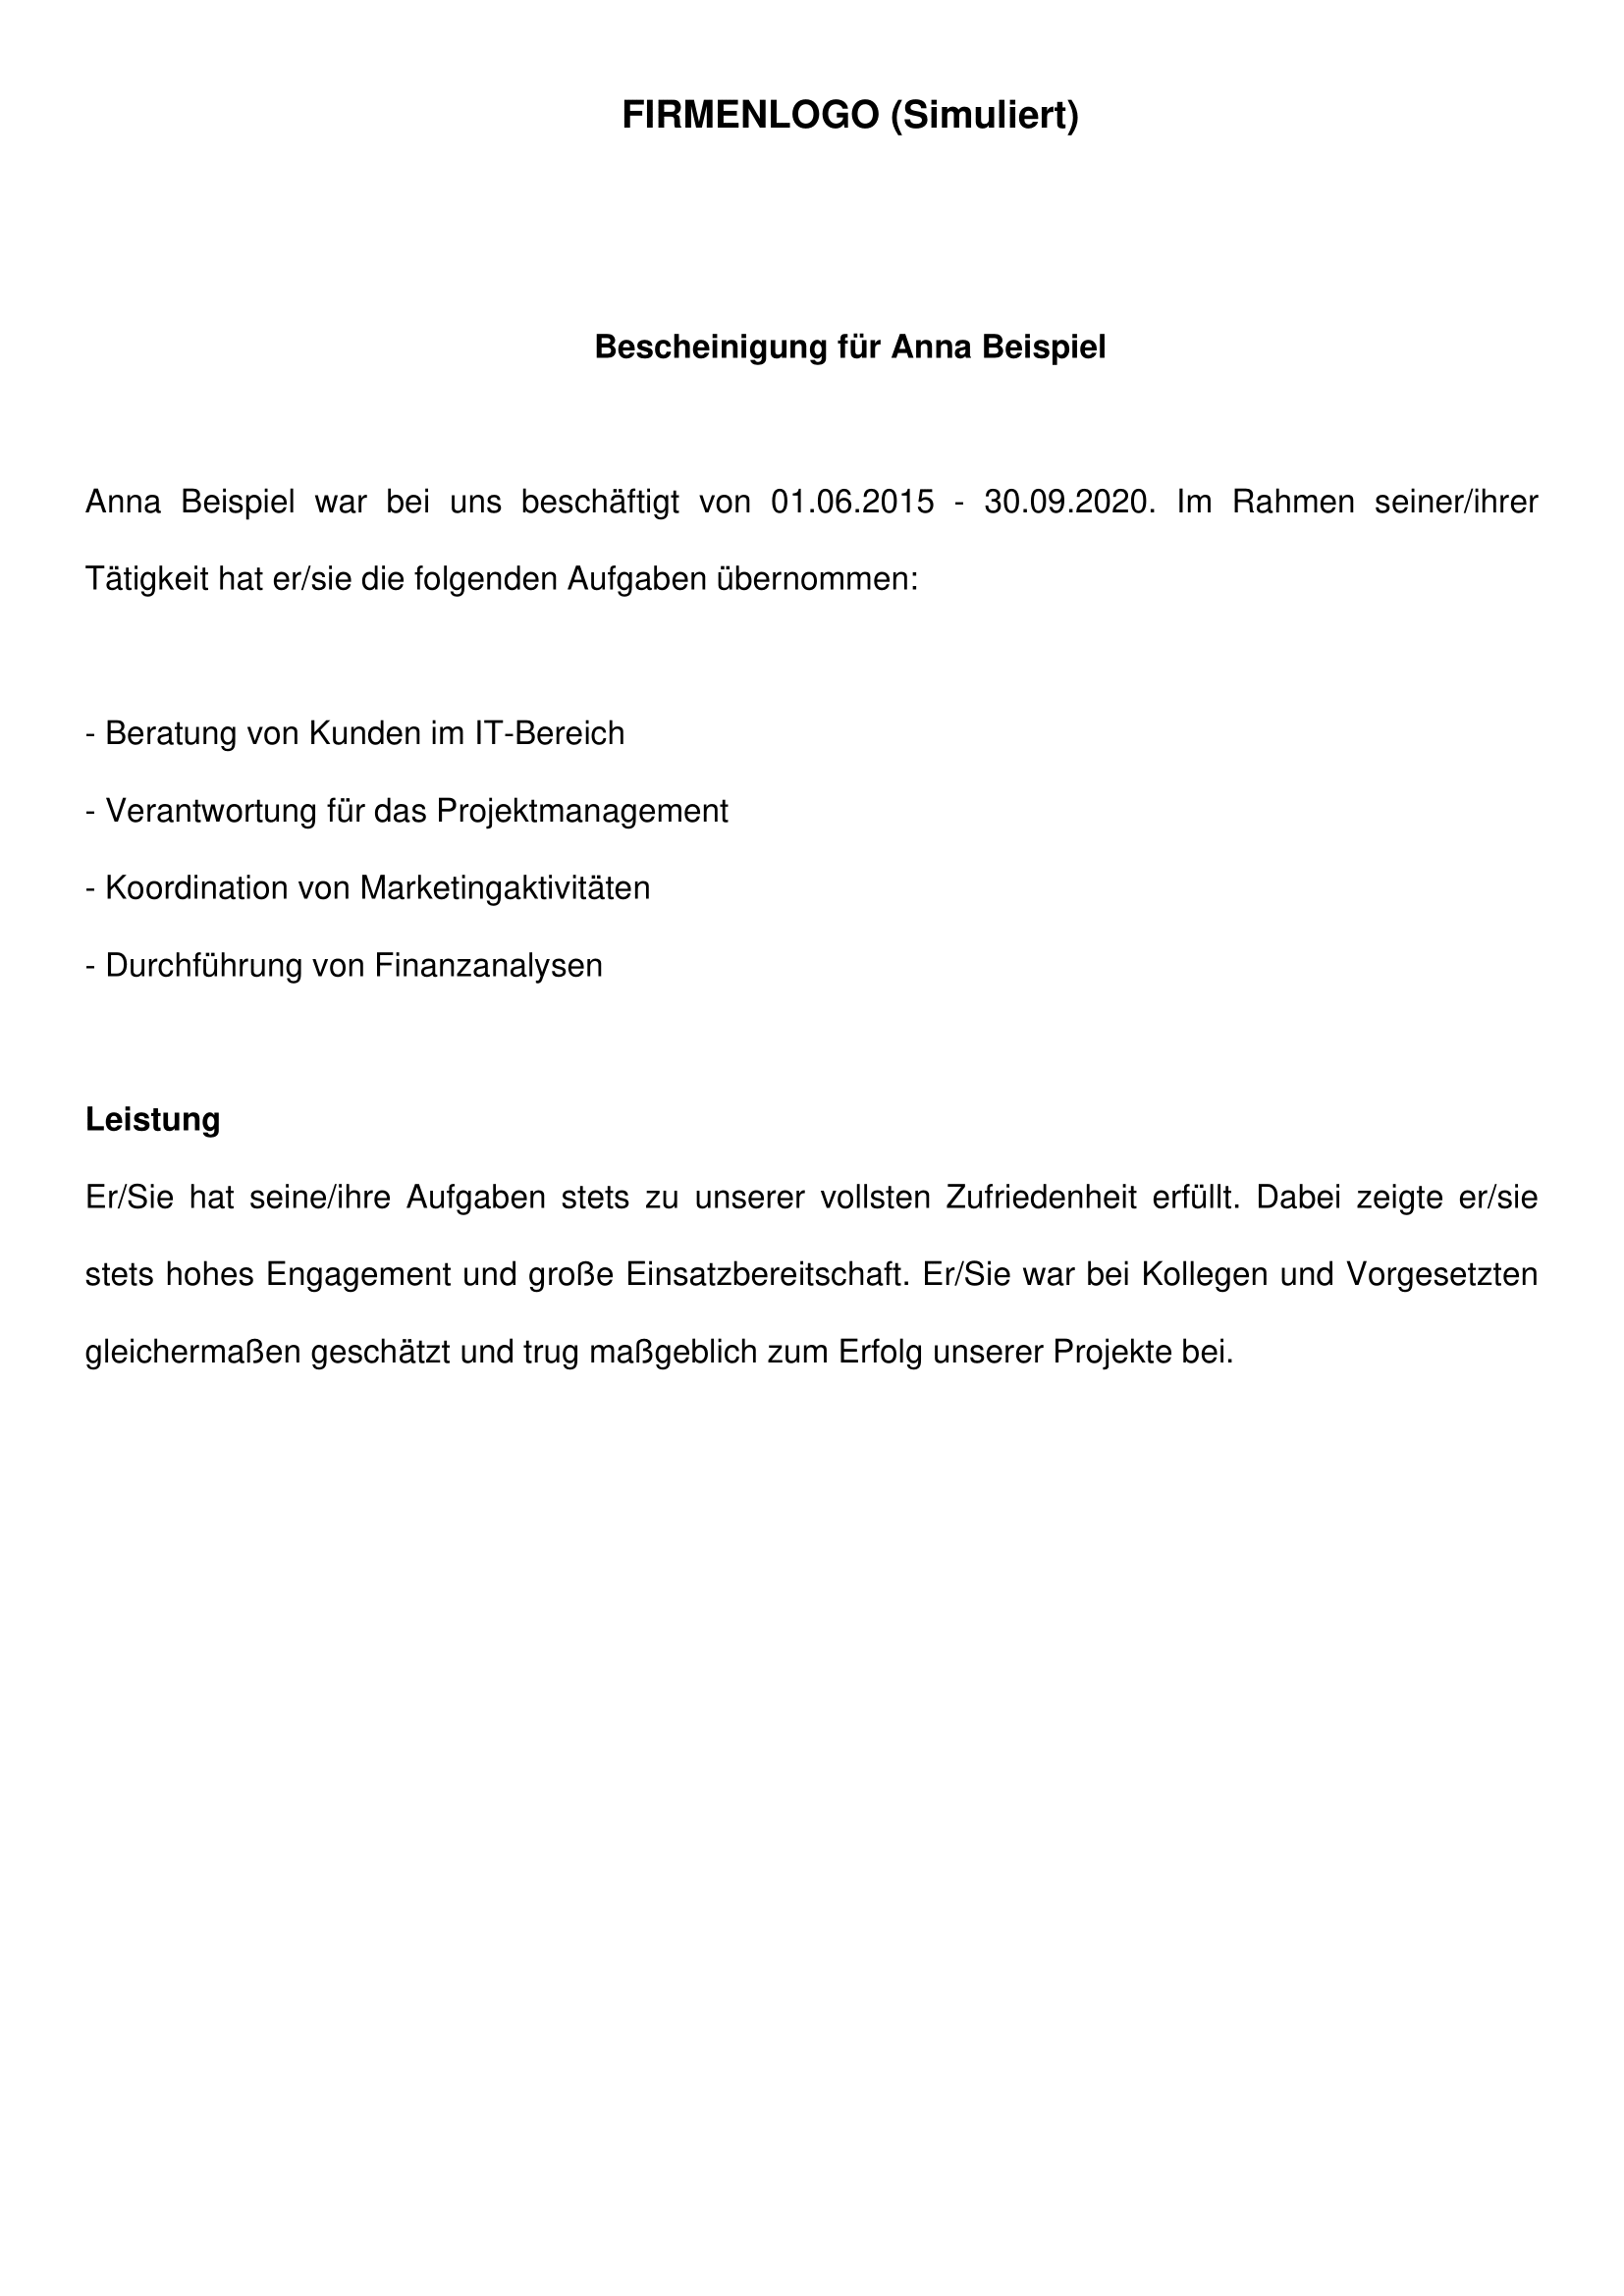 FIRMENLOGO (Simuliert)
Bescheinigung für Anna Beispiel
Anna Beispiel war bei uns beschäftigt von 01.06.2015 - 30.09.2020. Im Rahmen seiner/ihrer
Tätigkeit hat er/sie die folgenden Aufgaben übernommen:
- Beratung von Kunden im IT-Bereich
- Verantwortung für das Projektmanagement
- Koordination von Marketingaktivitäten
- Durchführung von Finanzanalysen
Leistung
Er/Sie hat seine/ihre Aufgaben stets zu unserer vollsten Zufriedenheit erfüllt. Dabei zeigte er/sie
stets hohes Engagement und große Einsatzbereitschaft. Er/Sie war bei Kollegen und Vorgesetzten
gleichermaßen geschätzt und trug maßgeblich zum Erfolg unserer Projekte bei.